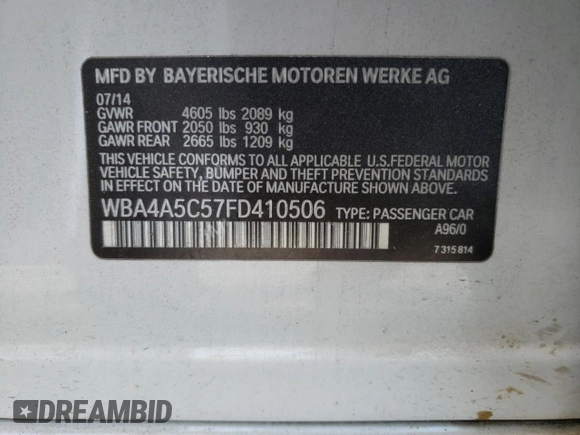 MFD BY BAYERISCHE MOTOREN WERKE AG
07/14
GVWR 4605 lbs 2089 kg
GAWR FRONT 2050 lbs 930 kg
GAWR REAR 2665 lbs 1209 kg
THIS VEHICLE CONFORMS TO ALL APPLICABLE U.S.FEDERAL MOTOR
VEHICLE SAFETY, BUMPER AND THEFT PREVENTION STANDARDS
IN EFFECT ON THE DATE OF MANUFACTURE SHOWN ABOVE.
WBA4A5C57FD410506 TYPE: PASSENGER CAR
A96/0
7 315 814
DREAMBID